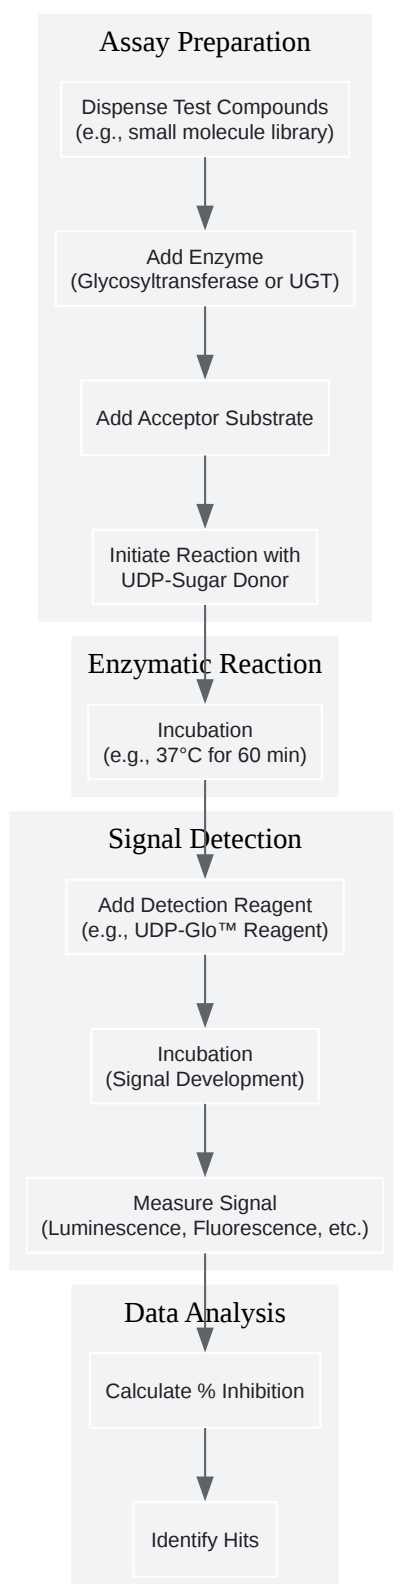 Assay Preparation
Dispense Test Compounds
(e.g., small molecule library)
Add Enzyme
(Glycosyltransferase or UGT)
Add Acceptor Substrate
Initiate Reaction with
UDP-Sugar Donor
Enzymatic Reaction
Incubation
(e.g., 37°C for 60 min)
Signal Detection
Add Detection Reagent
(e.g., UDP-Glo™ Reagent)
Incubation
(Signal Development)
Measure Signal
(Luminescence, Fluorescence, etc.)
Data Analysis
Calculate % Inhibition
Identify Hits